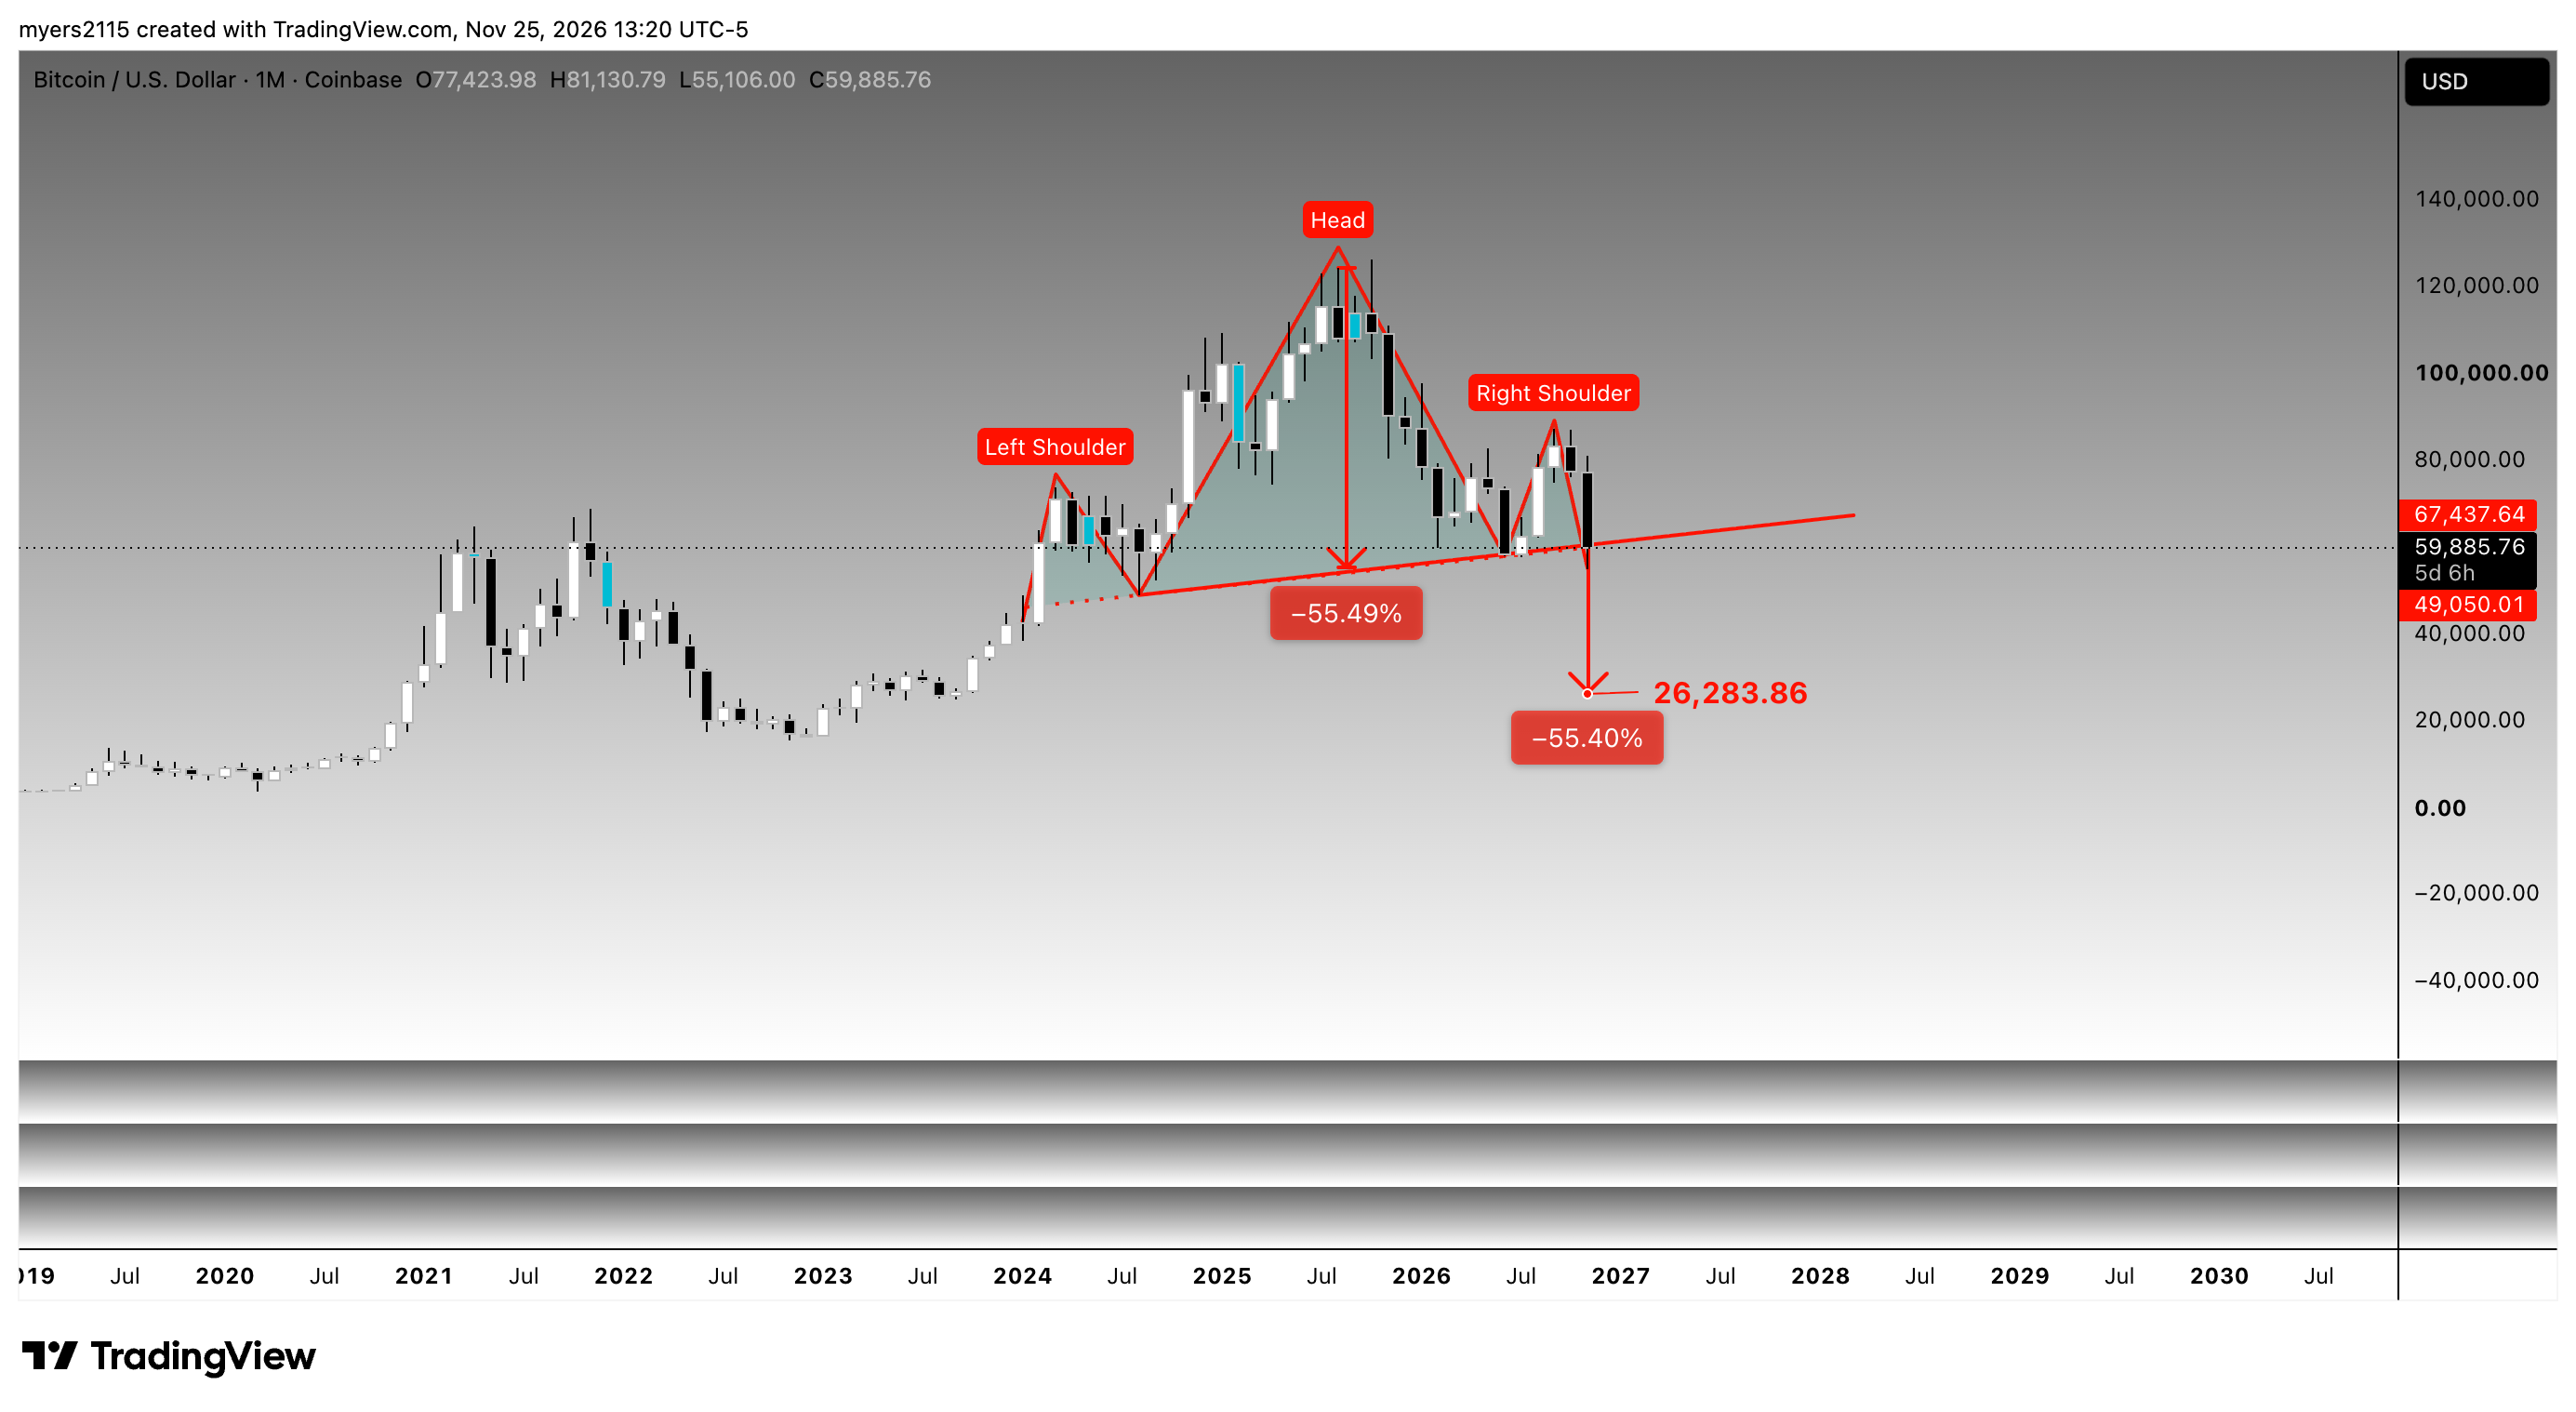 myers2115 created with TradingView.com, Nov 25, 2026 13:20 UTC-5
Bitcoin / U.S. Dollar · 1M · Coinbase O77,423.98 H81,130.79 L55,106.00 C59,885.76
USD
140,000.00
120,000.00
100,000.00
80,000.00
67,437.64
59,885.76
5d 6h
49,050.01
40,000.00
20,000.00
0.00
−20,000.00
−40,000.00
Head
Right Shoulder
Left Shoulder
−55.49%
26,283.86
−55.40%
019 Jul 2020 Jul 2021 Jul 2022 Jul 2023 Jul 2024 Jul 2025 Jul 2026 Jul 2027 Jul 2028 Jul 2029 Jul 2030 Jul
TradingView